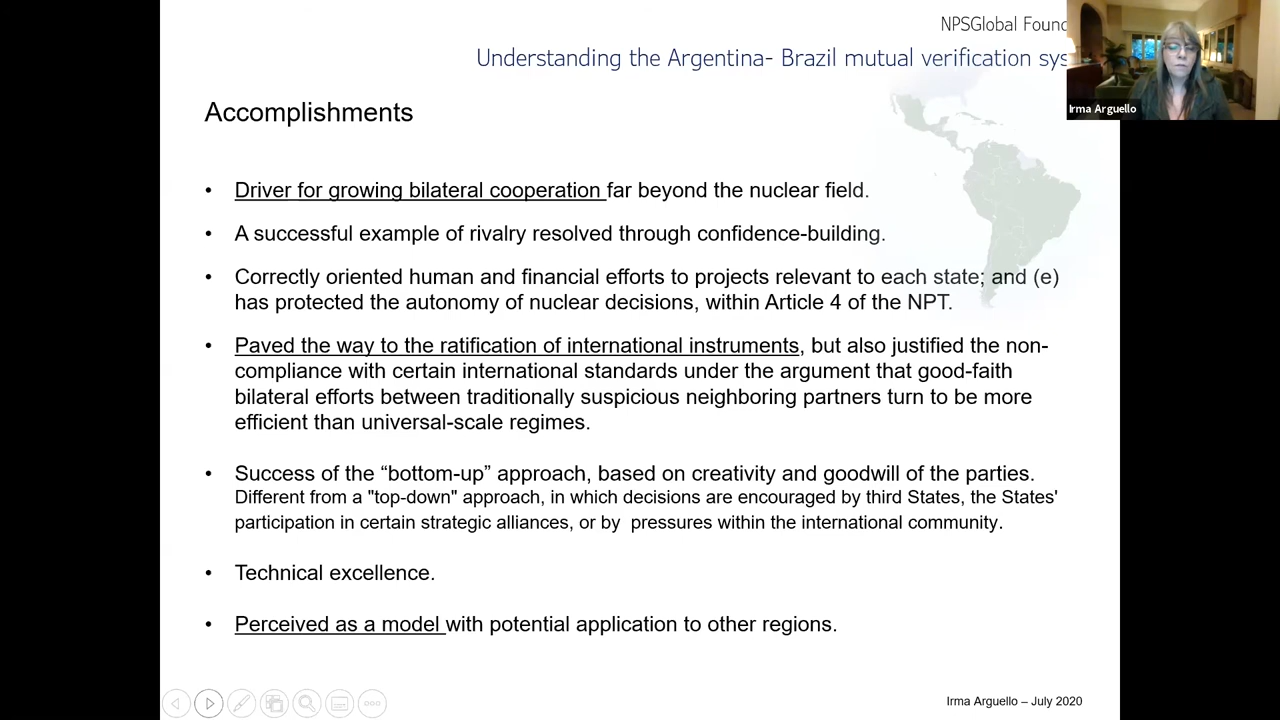 NPSGlobal Foun
Understanding the Argentina- Brazil mutual verification sys
Irma Arguello
Accomplishments
• Driver for growing bilateral cooperation far beyond the nuclear field.
• A successful example of rivalry resolved through confidence-building.
• Correctly oriented human and financial efforts to projects relevant to each state; and (e)
has protected the autonomy of nuclear decisions, within Article 4 of the NPT.
• Paved the way to the ratification of international instruments, but also justified the non-
compliance with certain international standards under the argument that good-faith
bilateral efforts between traditionally suspicious neighboring partners turn to be more
efficient than universal-scale regimes.
• Success of the “bottom-up” approach, based on creativity and goodwill of the parties.
Different from a "top-down" approach, in which decisions are encouraged by third States, the States'
participation in certain strategic alliances, or by pressures within the international community.
• Technical excellence.
• Perceived as a model with potential application to other regions.
Irma Arguello – July 2020